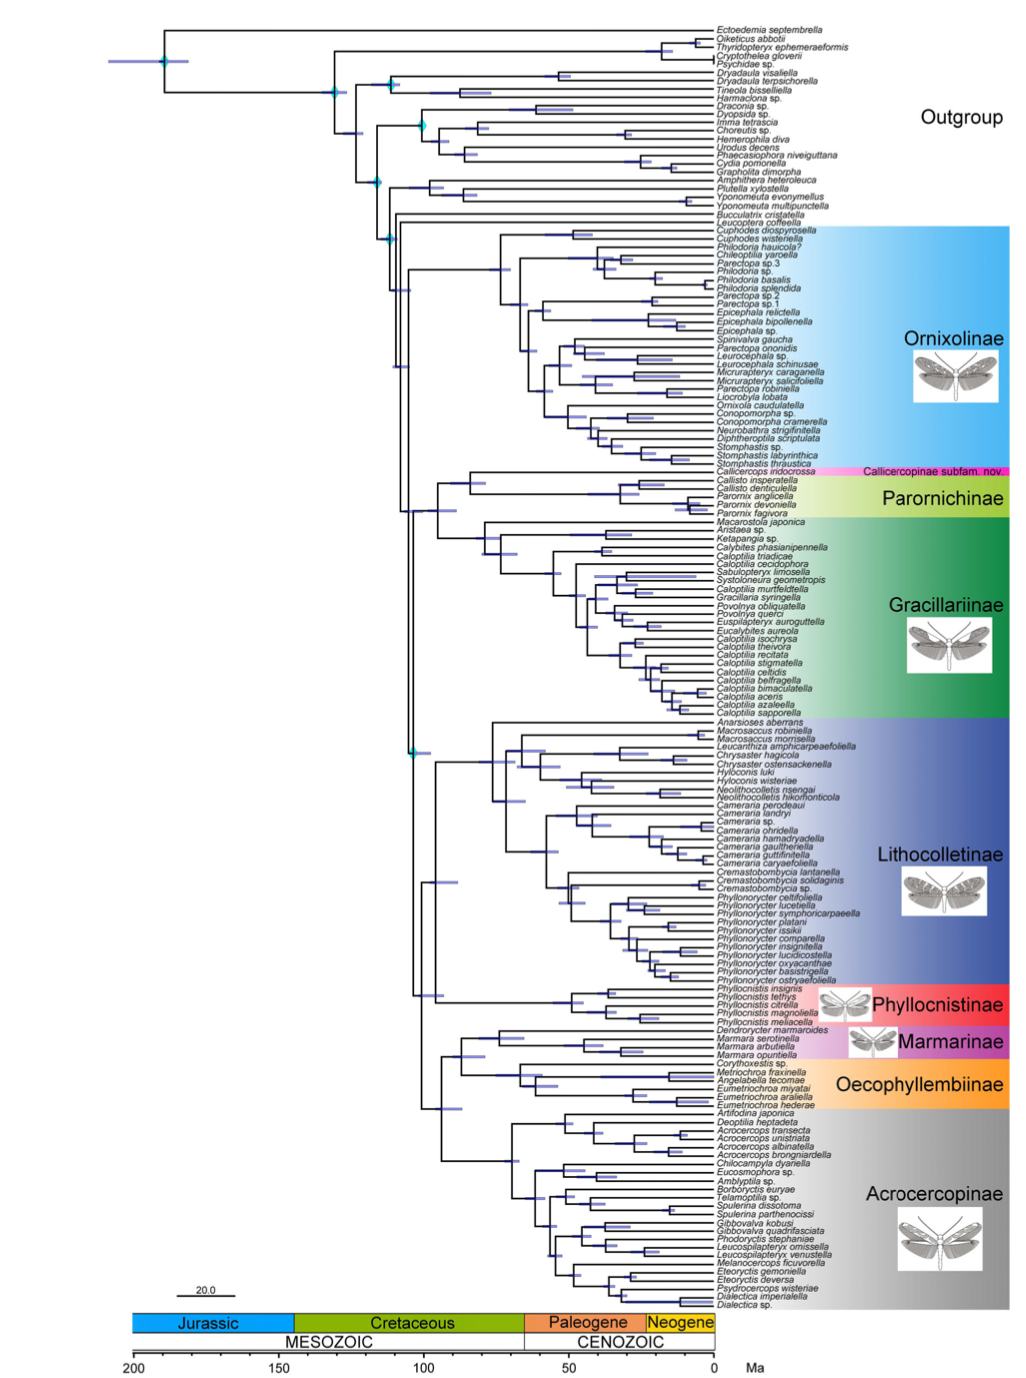 Ectoedemia septembrella
Oiketicus abbotii
Thyridopteryx ephemeraeformis
Cryptothelea gloverii
Psychidae sp.
Dryadaula visaliella
Dryadaula terpsichorella
Tineola bisselliella
Harmaclona sp.
Draconia sp.
Dyopsida sp.
Imma tetrascia
Choreutis sp.
Hemerophila diva
Urodus decens
Phaecasiophora niveiguttana
Cydia pomonella
Grapholita dimorpha
Amphithera heteroleuca
Plutella xylostella
Yponomeuta evonymellus
Yponomeuta multipunctella
Bucculatrix cristatella
Leucoptera coffeella
Outgroup
Cuphodes diospyrosella
Cuphodes wisteriella
Philodoria hauicola?
Chileoptilia yaroella
Parectopa sp.3
Philodoria sp.
Philodoria basalis
Philodoria splendida
Parectopa sp.2
Parectopa sp.1
Epicephala relictella
Epicephala bipollenella
Epicephala sp.
Spinivalva gaucha
Parectopa ononidis
Leurocephala sp.
Leurocephala schinusae
Micrurapteryx caraganella
Micrurapteryx salicifoliella
Parectopa robiniella
Liocrobyla lobata
Ornixola caudulatella
Conopomorpha sp.
Conopomorpha cramerella
Neurobathra strigifinitella
Diphtheroptila scriptulata
Stomphastis sp.
Stomphastis labyrinthica
Stomphastis thraustica
Ornixolinae
Callicercops iridocrossa
Callicercopinae subfam. nov.
Callisto insperatella
Callisto denticulella
Parornix anglicella
Parornix devoniella
Parornix fagivora
Parornichinae
Macarostola japonica
Aristaea sp.
Ketapangia sp.
Calybites phasianipennella
Caloptilia triadicae
Caloptilia cecidophora
Sabulopteryx limosella
Systoloneura geometropis
Caloptilia murtfeldtella
Gracillaria syringella
Povolnya obliquatella
Povolnya querci
Euspilapteryx auroguttella
Eucalybites aureola
Caloptilia isochrysa
Caloptilia theivora
Caloptilia recitata
Caloptilia stigmatella
Caloptilia celtidis
Caloptilia belfragella
Caloptilia bimaculatella
Caloptilia aceris
Caloptilia azaleella
Caloptilia sapporella
Gracillariinae
Anarsioses aberrans
Macrosaccus robiniella
Macrosaccus morrisella
Leucanthiza amphicarpeaefoliella
Chrysaster hagicola
Chrysaster ostensackenella
Hyloconis luki
Hyloconis wisteriae
Neolithocolletis nsengai
Neolithocolletis hikomonticola
Cameraria perodeaui
Cameraria landryi
Cameraria sp.
Cameraria ohridella
Cameraria hamadryadella
Cameraria gaultheriella
Cameraria guttifinitella
Cameraria caryaefoliella
Cremastobombycia lantanella
Cremastobombycia solidaginis
Cremastobombycia sp.
Phyllonorycter celtifoliella
Phyllonorycter lucetiella
Phyllonorycter symphoricarpaeella
Phyllonorycter platani
Phyllonorycter issikii
Phyllonorycter comparella
Phyllonorycter insignitella
Phyllonorycter lucidicostella
Phyllonorycter oxyacanthae
Phyllonorycter basistrigella
Phyllonorycter ostryaefoliella
Lithocolletinae
Phyllocnistis insignis
Phyllocnistis tethys
Phyllocnistis citrella
Phyllocnistis magnoliella
Phyllocnistis meliacella
Phyllocnistinae
Dendrorycter marmaroides
Marmara serotinella
Marmara arbutiella
Marmara opuntiella
Marmarinae
Corythoxestis sp.
Metriochroa fraxinella
Angelabella tecomae
Eumetriochroa miyatai
Eumetriochroa araliella
Eumetriochroa hederae
Oecophyllembiinae
Artifodina japonica
Deoptilia heptadeta
Acrocercops transecta
Acrocercops unistriata
Acrocercops albinatella
Acrocercops brongniardella
Chilocampyla dyariella
Eucosmophora sp.
Amblyptila sp.
Borboryctis euryae
Telamoptilia sp.
Spulerina dissotoma
Spulerina parthenocissi
Gibbovalva kobusi
Gibbovalva quadrifasciata
Phodoryctis stephaniae
Leucospilapteryx omissella
Leucospilapteryx venustella
Melanocercops ficuvorella
Eteoryctis gemoniella
Eteoryctis deversa
Psydrocercops wisteriae
Dialectica imperialella
Dialectica sp.
Acrocercopinae
20.0
Jurassic Cretaceous Paleogene Neogene
MESOZOIC CENOZOIC
200 150 100 50 0 Ma